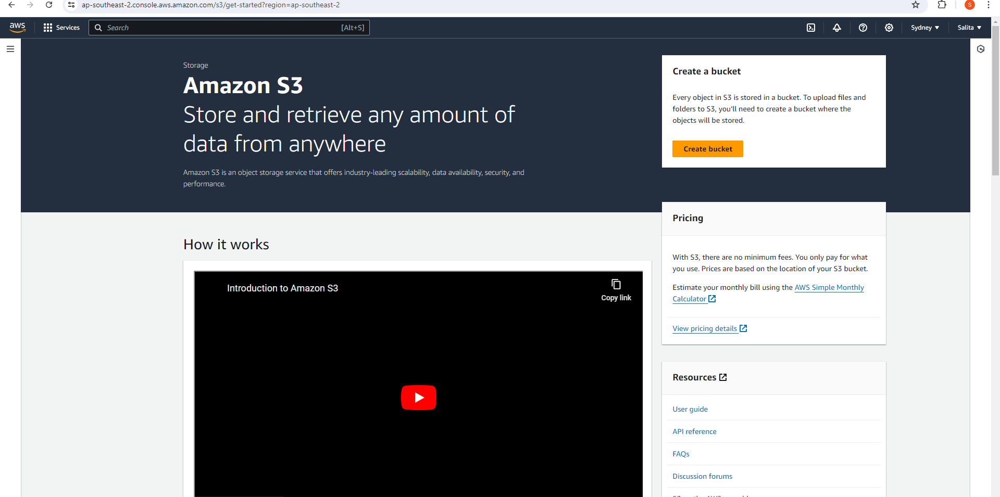 ap-southeast-2.console.aws.amazon.com/s3/get-started?region=ap-southeast-2
S
aws
Services
Search
[Alt+S]
Sydney
Salita
Storage
Amazon S3
Store and retrieve any amount of
data from anywhere
Amazon S3 is an object storage service that offers industry-leading scalability, data availability, security, and
performance.
Create a bucket
Every object in S3 is stored in a bucket. To upload files and
folders to S3, you'll need to create a bucket where the
objects will be stored.
Create bucket
How it works
Introduction to Amazon S3
Copy link
Pricing
With S3, there are no minimum fees. You only pay for what
you use. Prices are based on the location of your S3 bucket.
Estimate your monthly bill using the AWS Simple Monthly
Calculator
View pricing details
Resources
User guide
API reference
FAQs
Discussion forums